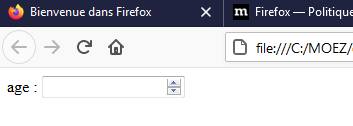 Bienvenue dans Firefox
Firefox — Politique
file:///C:/MOEZ/
age :